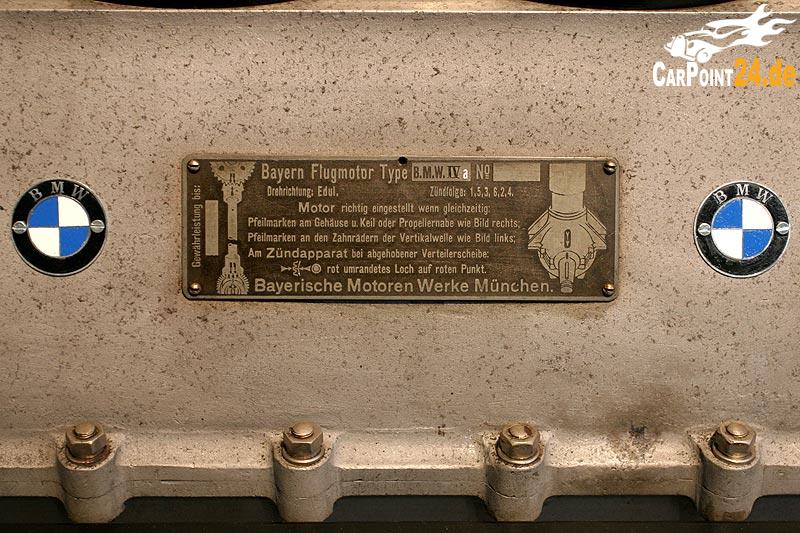 CARPOINT24.de
BMW
BMW
Bayern Flugmotor Type B.M.W. IV a No
Drehrichtung: Edul. Zündfolge: 1,5,3,6,2,4.
Motor richtig eingestellt wenn gleichzeitig:
Pfeilmarken am Gehäuse u. Keil oder Propellernabe wie Bild rechts;
Pfeilmarken an den Zahnrädern der Vertikalwelle wie Bild links;
Am Zündapparat bei abgehobener Verteilerscheibe:
rot umrandetes Loch auf roten Punkt.
Bayerische Motoren Werke München.
Gewährleistung bis: